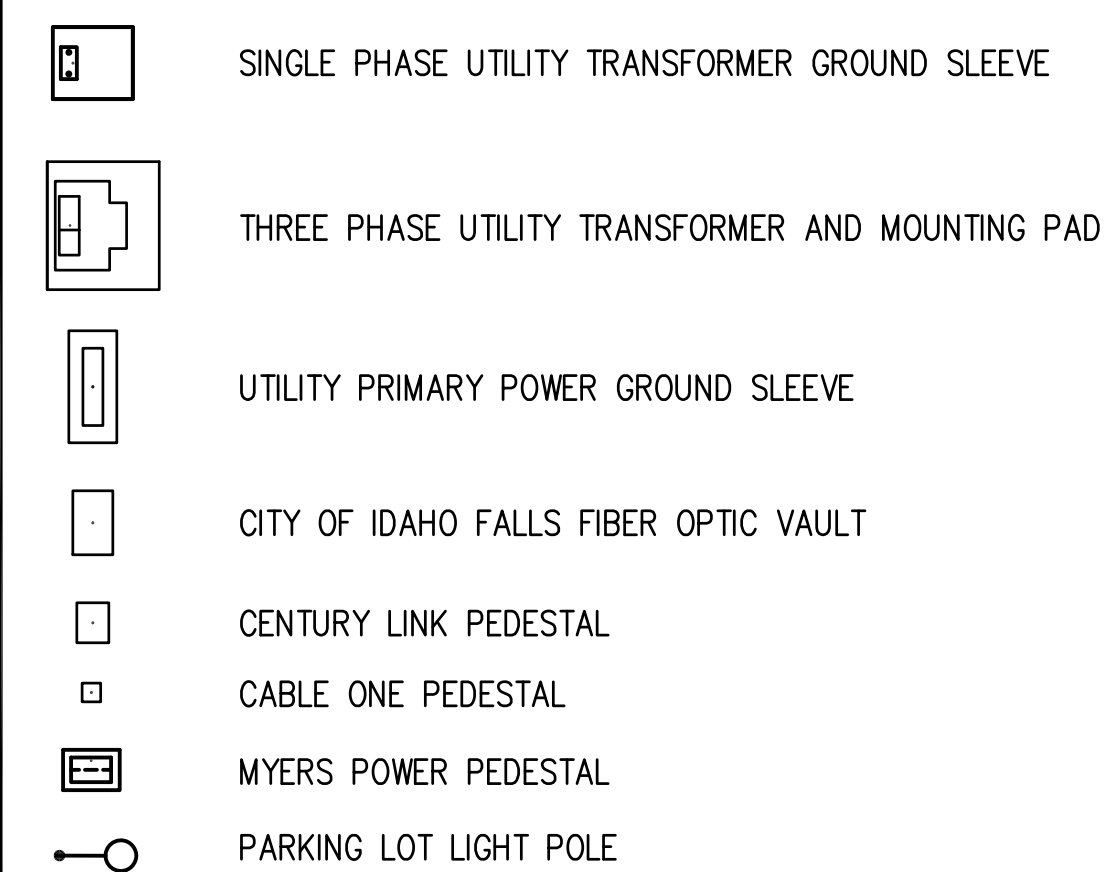 SINGLE PHASE UTILITY TRANSFORMER GROUND SLEEVE
THREE PHASE UTILITY TRANSFORMER AND MOUNTING PAD
UTILITY PRIMARY POWER GROUND SLEEVE
CITY OF IDAHO FALLS FIBER OPTIC VAULT
CENTURY LINK PEDESTAL
CABLE ONE PEDESTAL
MYERS POWER PEDESTAL
PARKING LOT LIGHT POLE